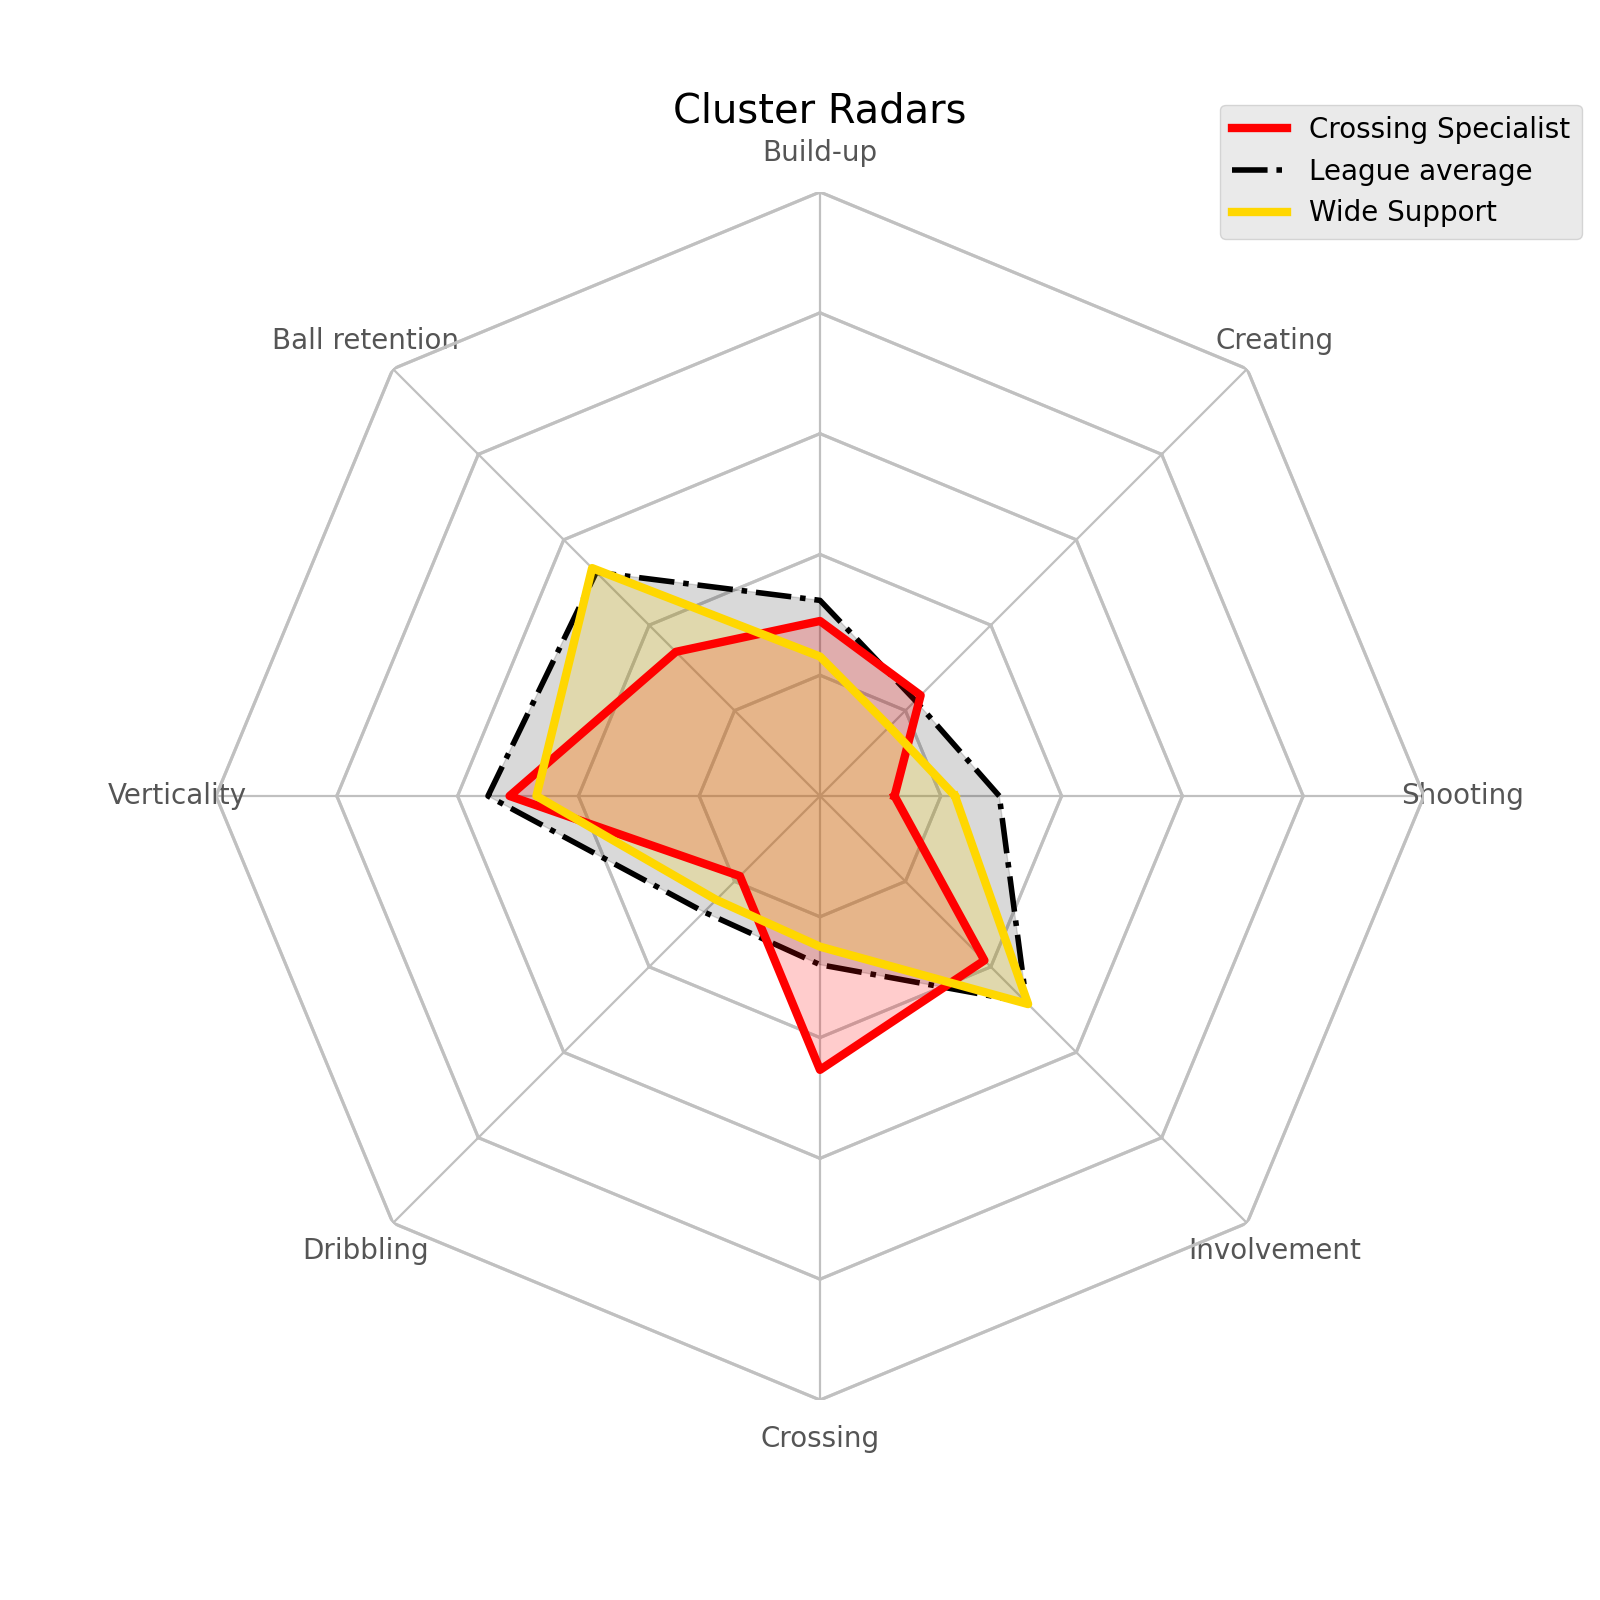 Cluster Radars
Crossing Specialist
League average
Wide Support
Build-up
Ball retention
Creating
Verticality
Shooting
Dribbling
Involvement
Crossing